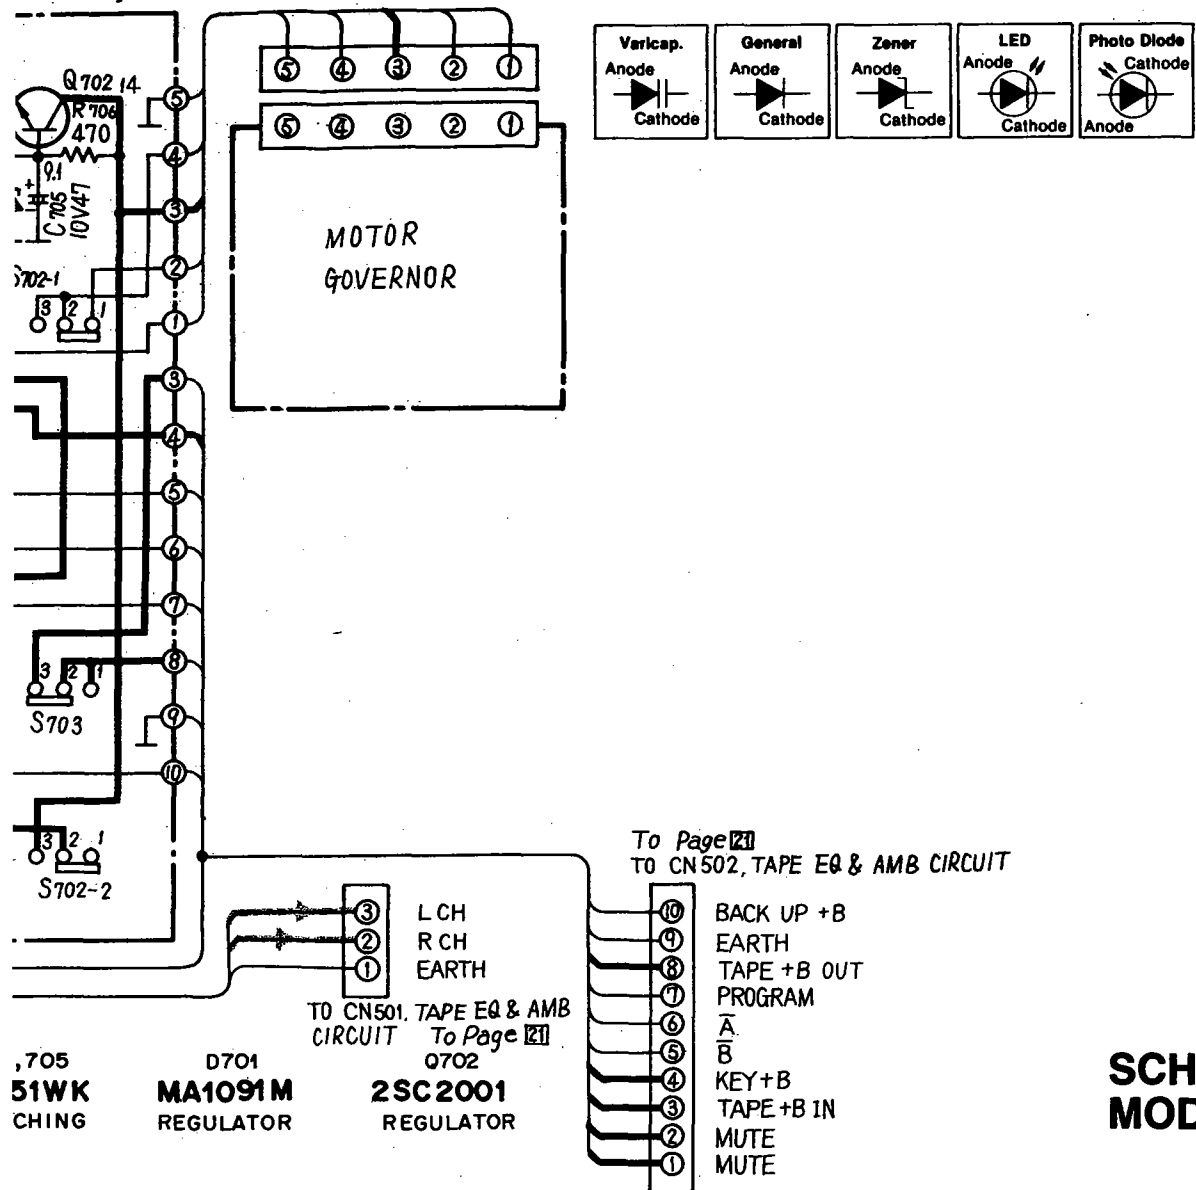 ⑤ ④ ③ ② ①
⑤ ④ ③ ② ①
MOTOR
GOVERNOR
Varicap.
Anode
Cathode
General
Anode
Cathode
Zener
Anode
Cathode
LED
Anode
Cathode
Photo Diode
Cathode
Anode
Q702 14
R706
470
9.1
+
C705
10V47
S702-1
3 2 1
⑤
④
③
②
①
③
④
⑤
⑥
⑦
⑧
⑨
⑩
3 2 1
S703
3 2 1
S702-2
③ L CH
② R CH
① EARTH
TO CN501, TAPE EQ & AMB
CIRCUIT To Page 21
To Page 21
TO CN502, TAPE EQ & AMB CIRCUIT
⑩ BACK UP +B
⑨ EARTH
⑧ TAPE +B OUT
⑦ PROGRAM
⑥ A̅
⑤ B̅
④ KEY+B
③ TAPE+B IN
② MUTE
① MUTE
,705
51WK
CHING
D701
MA1091M
REGULATOR
Q702
2SC2001
REGULATOR
SCH
MOD